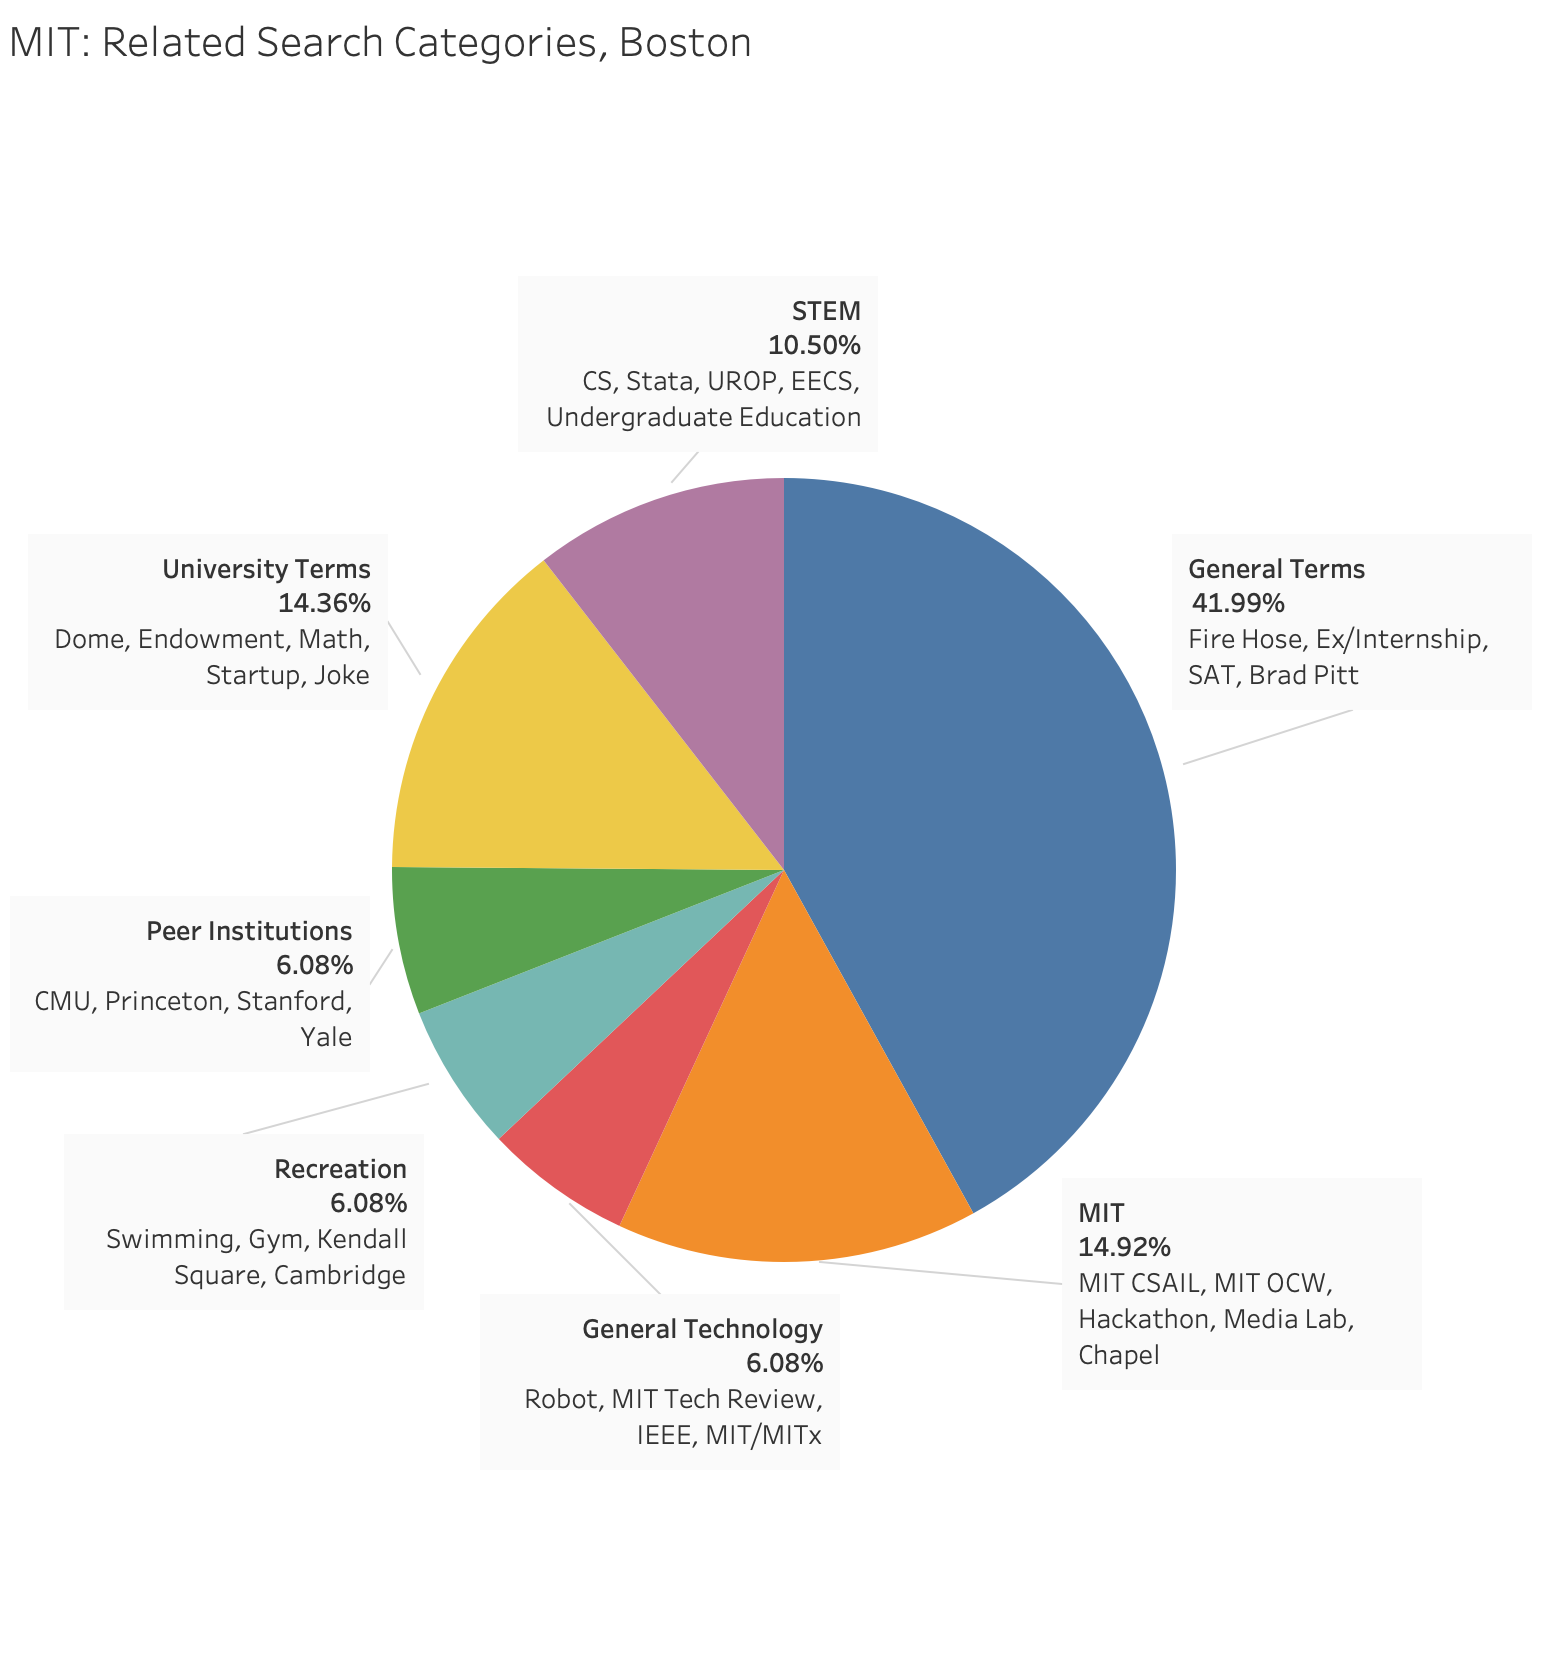 MIT: Related Search Categories, Boston
STEM
10.50%
CS, Stata, UROP, EECS,
Undergraduate Education
University Terms
14.36%
Dome, Endowment, Math,
Startup, Joke
General Terms
41.99%
Fire Hose, Ex/Internship,
SAT, Brad Pitt
Peer Institutions
6.08%
CMU, Princeton, Stanford,
Yale
Recreation
6.08%
Swimming, Gym, Kendall
Square, Cambridge
MIT
14.92%
MIT CSAIL, MIT OCW,
Hackathon, Media Lab,
Chapel
General Technology
6.08%
Robot, MIT Tech Review,
IEEE, MIT/MITx